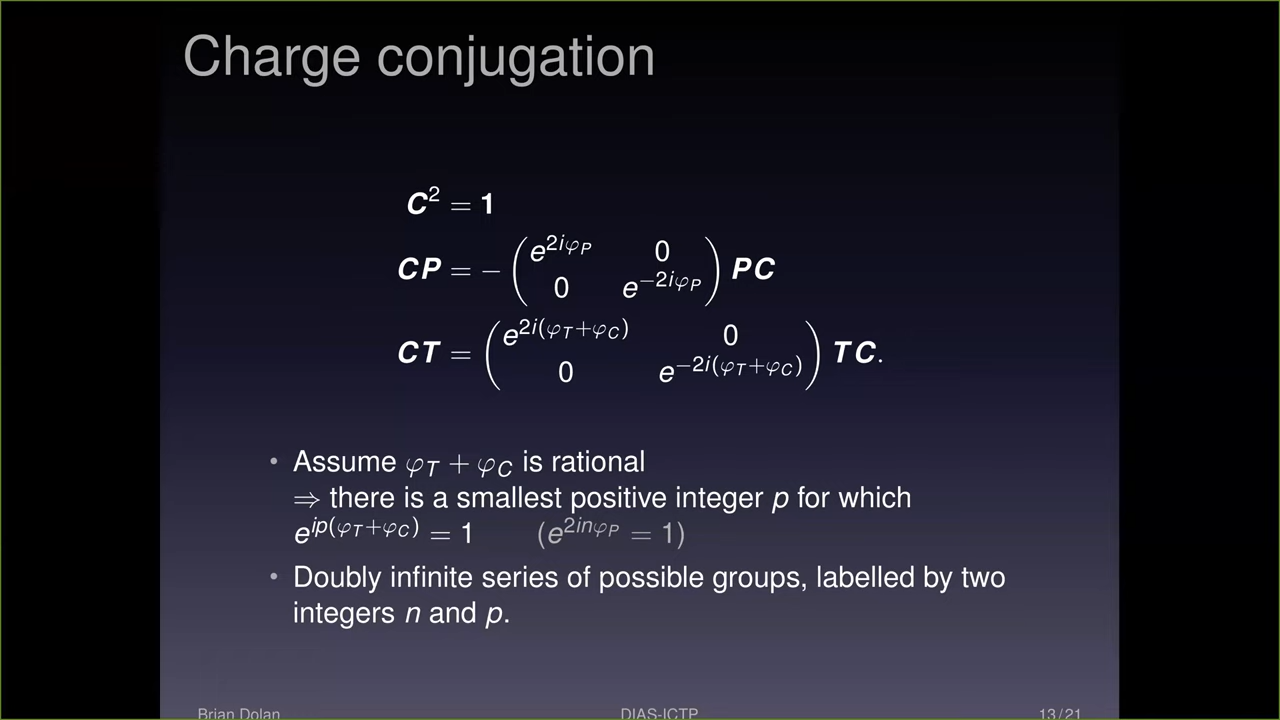 Charge conjugation
C² = 1
CP = − ( e^{2iφ_P} 0 ; 0 e^{−2iφ_P} ) PC
CT = ( e^{2i(φ_T+φ_C)} 0 ; 0 e^{−2i(φ_T+φ_C)} ) TC.
• Assume φ_T + φ_C is rational
⇒ there is a smallest positive integer p for which
e^{ip(φ_T+φ_C)} = 1 (e^{2inφ_P} = 1)
• Doubly infinite series of possible groups, labelled by two
integers n and p.
Brian Dolan DIAS-ICTP 13/21